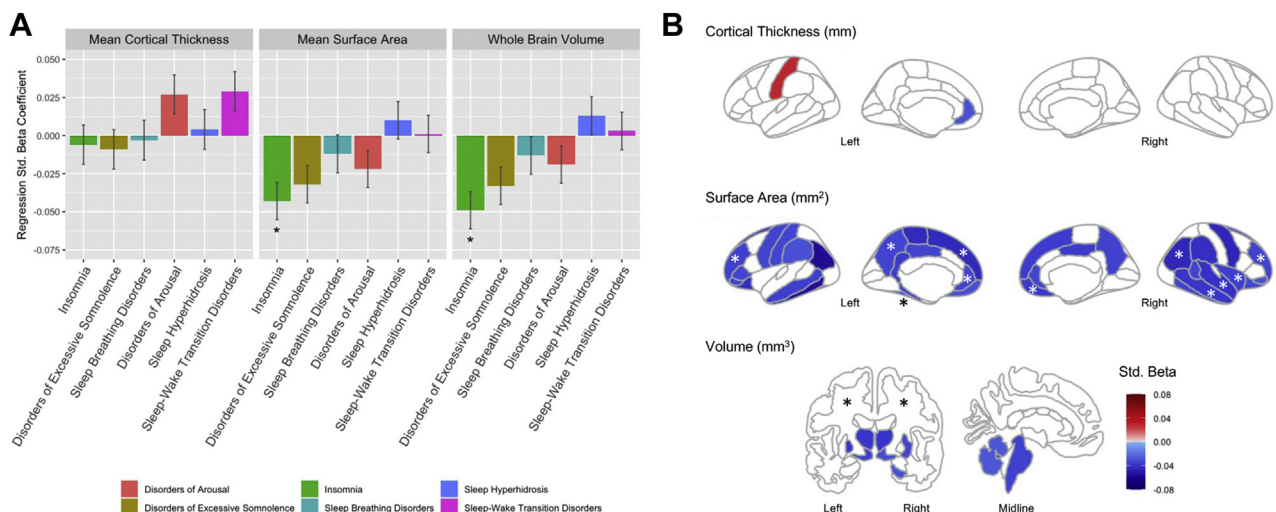 A
Mean Cortical Thickness
Mean Surface Area
Whole Brain Volume
Regression Std. Beta Coefficient
0.050
0.025
0.000
-0.025
-0.050
-0.075
*
*
Insomnia
Disorders of Excessive Somnolence
Sleep Breathing Disorders
Disorders of Arousal
Sleep Hyperhidrosis
Sleep-Wake Transition Disorders
Insomnia
Disorders of Excessive Somnolence
Sleep Breathing Disorders
Disorders of Arousal
Sleep Hyperhidrosis
Sleep-Wake Transition Disorders
Insomnia
Disorders of Excessive Somnolence
Sleep Breathing Disorders
Disorders of Arousal
Sleep Hyperhidrosis
Sleep-Wake Transition Disorders
Disorders of Arousal
Insomnia
Sleep Hyperhidrosis
Disorders of Excessive Somnolence
Sleep Breathing Disorders
Sleep-Wake Transition Disorders
B
Cortical Thickness (mm)
Left
Right
Surface Area (mm²)
* * * * * * * * * * * *
Left
Right
Volume (mm³)
* *
Left
Right
Midline
Std. Beta
0.08
0.04
0.00
-0.04
-0.08